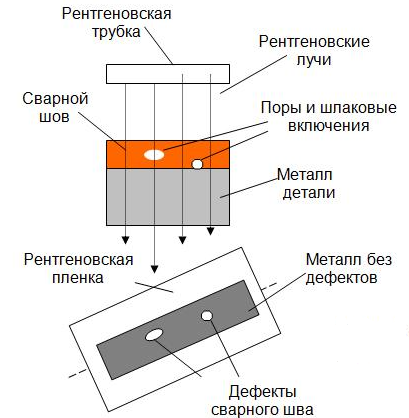 Рентгеновская
трубка
Рентгеновские
лучи
Сварной
шов
Поры и шлаковые
включения
Металл
детали
Рентгеновская
пленка
Металл без
дефектов
Дефекты
сварного шва